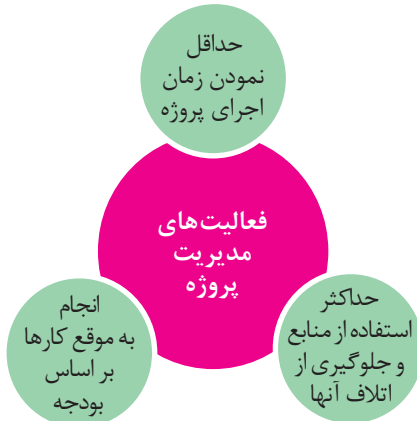 حداقل
نمودن زمان
اجرای پروژه
فعالیت‌های
مدیریت
پروژه
حداکثر
استفاده از منابع
و جلوگیری از
اتلاف آنها
انجام
به موقع کارها
بر اساس
بودجه